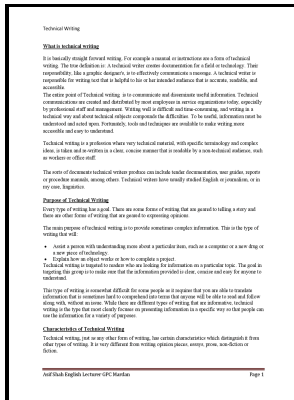 Technical Writing
What is technical writing
It is basically straight forward writing. For example a manual or instructions are a form of technical
writing. The true definition is: A technical writer creates documentation for a field or technology. Their
responsibility, like a graphic designer's, is to effectively communicate a message. A technical writer is
responsible for writing text that is helpful to his or her intended audience that is accurate, readable, and
accessible.
The entire point of Technical writing is to communicate and disseminate useful information. Technical
communications are created and distributed by most employees in service organizations today, especially
by professional staff and management. Writing well is difficult and time-consuming, and writing in a
technical way and about technical subjects compounds the difficulties. To be useful, information must be
understood and acted upon. Fortunately, tools and techniques are available to make writing more
accessible and easy to understand.
Technical writing is a profession where very technical material, with specific terminology and complex
ideas, is taken and re-written in a clear, concise manner that is readable by a non-technical audience, such
as workers or office staff.
The sorts of documents technical writers produce can include tender documentation, user guides, reports
or procedure manuals, among others. Technical writers have usually studied English or journalism, or in
my case, linguistics.
Purpose of Technical Writing
Every type of writing has a goal. There are some forms of writing that are geared to telling a story and
there are other forms of writing that are geared to expressing opinions.
The main purpose of technical writing is to provide sometimes complex information. This is the type of
writing that will:
• Assist a person with understanding more about a particular item, such as a computer or a new drug or
a new piece of technology.
• Explain how an object works or how to complete a project.
Technical writing is targeted to readers who are looking for information on a particular topic. The goal in
targeting this group is to make sure that the information provided is clear, concise and easy for anyone to
understand.
This type of writing is somewhat difficult for some people as it requires that you are able to translate
information that is sometimes hard to comprehend into terms that anyone will be able to read and follow
along with, without an issue. While there are different types of writing that are informative, technical
writing is the type that most clearly focuses on presenting information in a specific way so that people can
use the information for a variety of purposes.
Characteristics of Technical Writing
Technical writing, just as any other form of writing, has certain characteristics which distinguish it from
other types of writing. It is very different from writing opinion pieces, essays, prose, non-fiction or
fiction.
Asif Shah English Lecturer GPC Mardan Page 1